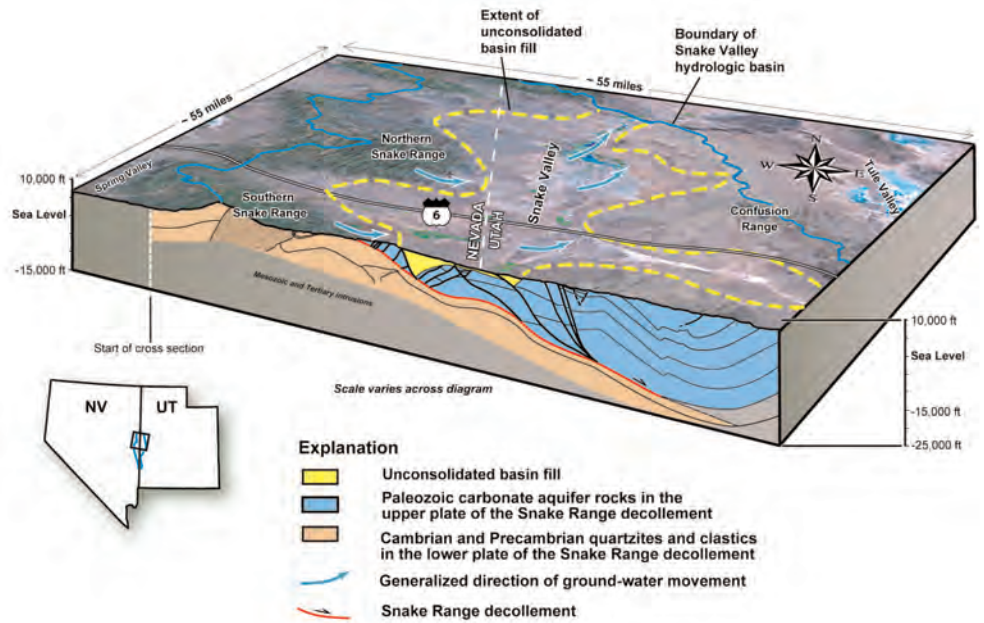 Extent of
unconsolidated
basin fill
Boundary of
Snake Valley
hydrologic basin
~ 55 miles
~ 55 miles
Northern
Snake Range
Spring Valley
Southern
Snake Range
Snake Valley
6
NEVADA
UTAH
Confusion
Range
Tule Valley
N
W
E
S
10,000 ft
Sea Level
-15,000 ft
Mesozoic and Tertiary intrusions
Start of cross section
Scale varies across diagram
10,000 ft
Sea Level
-15,000 ft
-25,000 ft
NV
UT
Explanation
Unconsolidated basin fill
Paleozoic carbonate aquifer rocks in the
upper plate of the Snake Range decollement
Cambrian and Precambrian quartzites and clastics
in the lower plate of the Snake Range decollement
Generalized direction of ground-water movement
Snake Range decollement